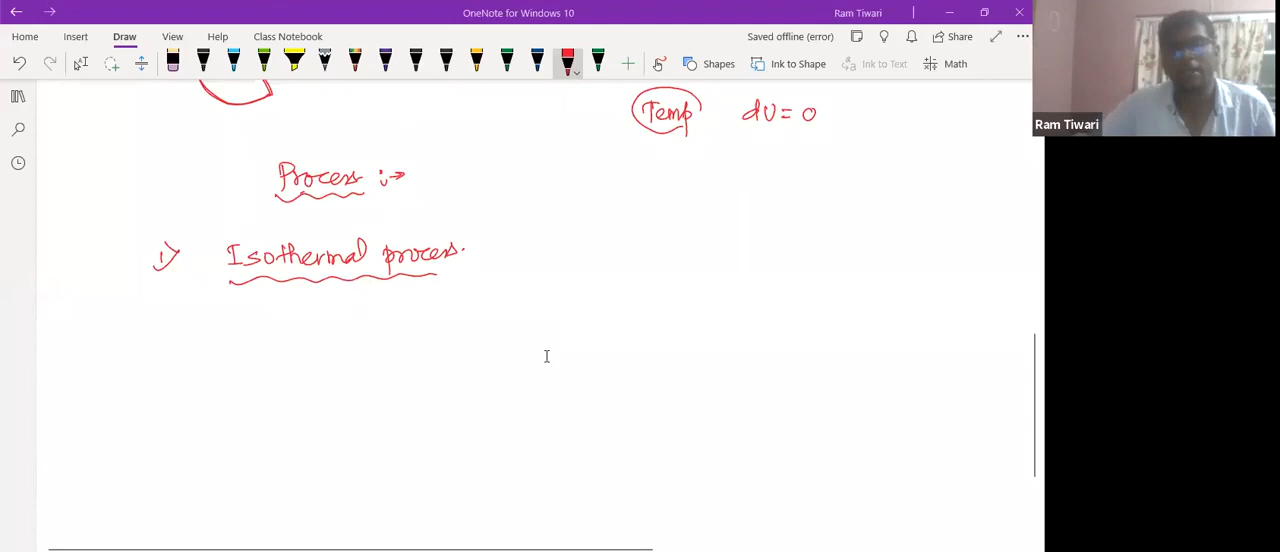 OneNote for Windows 10
Ram Tiwari
Home Insert Draw View Help Class Notebook
Saved offline (error)
Share
Shapes
Ink to Shape
Ink to Text
Math
Ram Tiwari
Temp dU = 0
Process :→
1) Isothermal process.